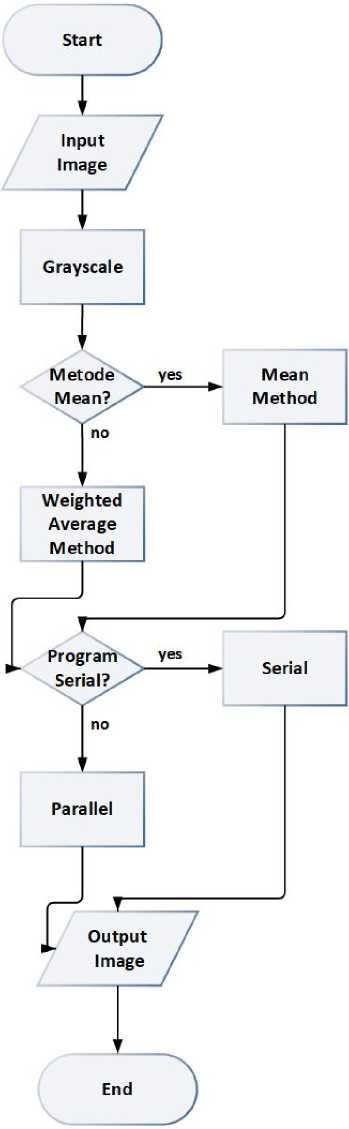 Start
Input
Image
Grayscale
Metode
Mean?
yes
Mean
Method
no
Weighted
Average
Method
Program
Serial?
yes
Serial
no
Parallel
Output
Image
End